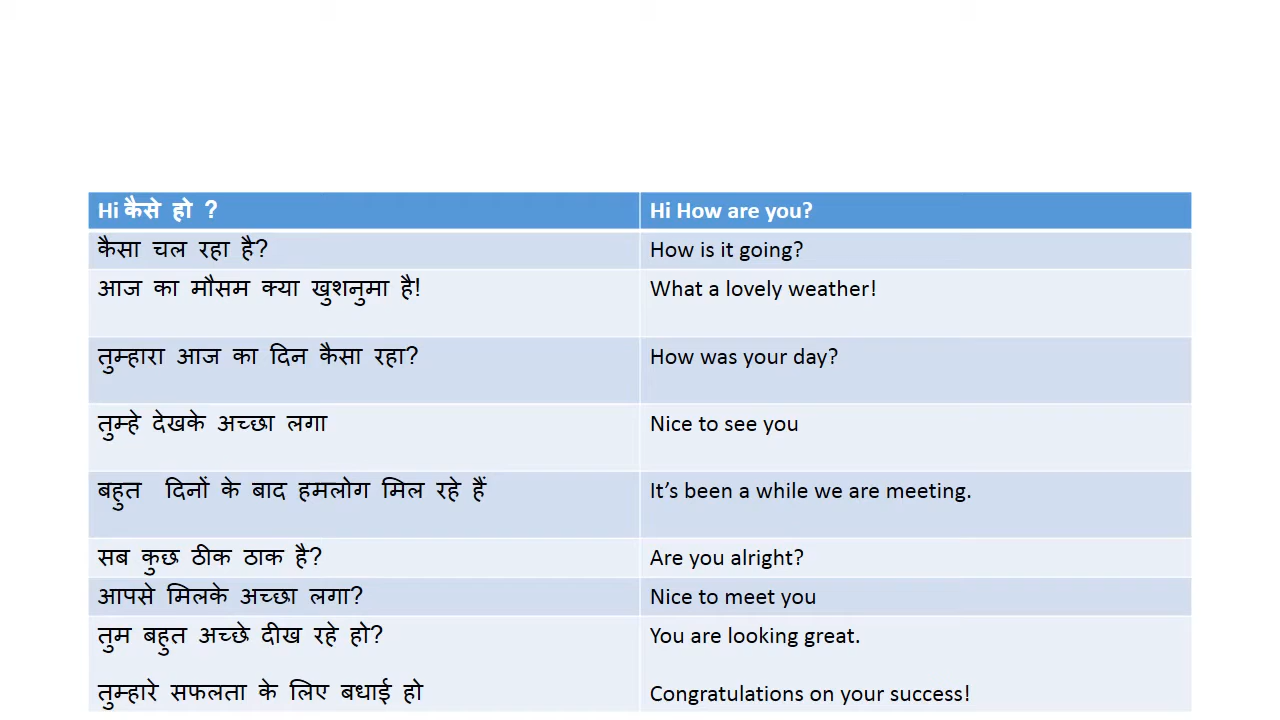 Hi कैसे हो ?
Hi How are you?
कैसा चल रहा है?
How is it going?
आज का मौसम क्या खुशनुमा है!
What a lovely weather!
तुम्हारा आज का दिन कैसा रहा?
How was your day?
तुम्हे देखके अच्छा लगा
Nice to see you
बहुत दिनों के बाद हमलोग मिल रहे हैं
It’s been a while we are meeting.
सब कुछ ठीक ठाक है?
Are you alright?
आपसे मिलके अच्छा लगा?
Nice to meet you
तुम बहुत अच्छे दीख रहे हो?
You are looking great.
तुम्हारे सफलता के लिए बधाई हो
Congratulations on your success!